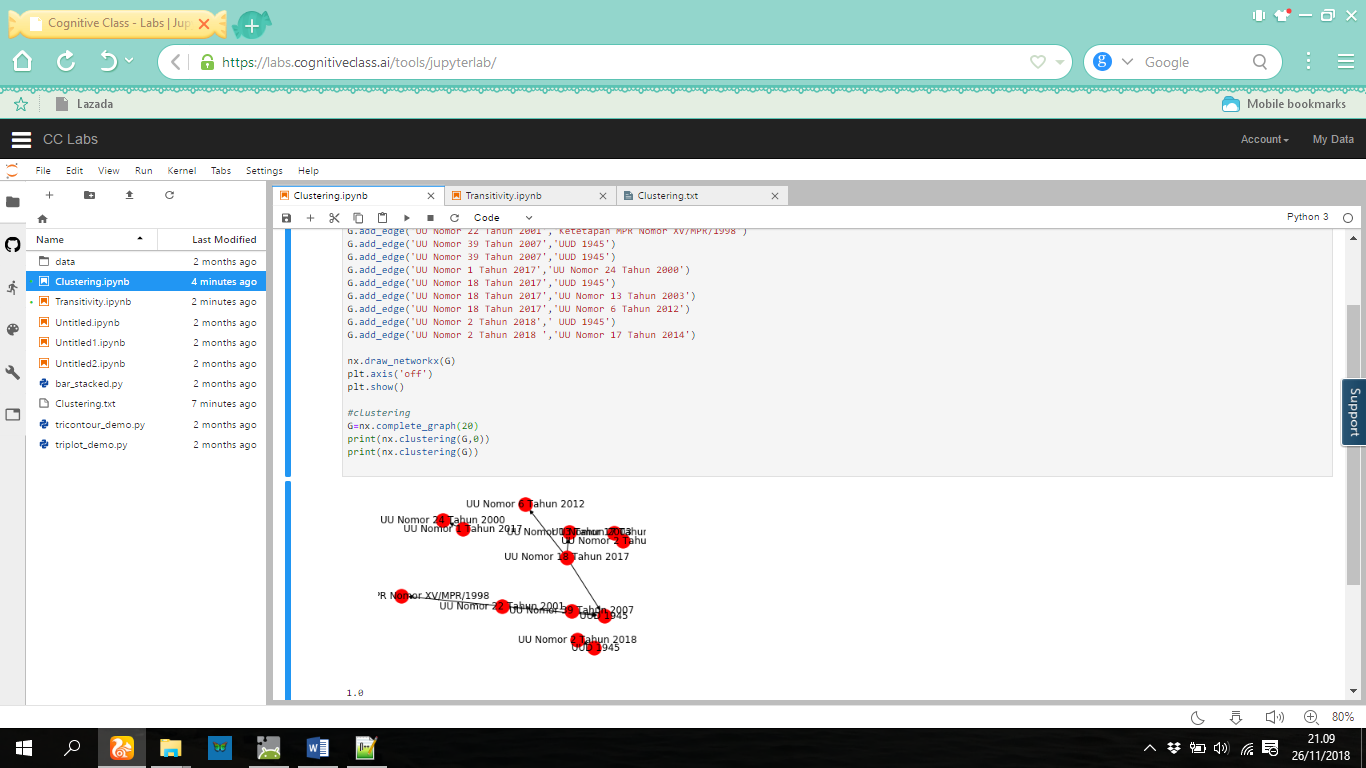 Cognitive Class - Labs | Jup
https://labs.cognitiveclass.ai/tools/jupyterlab/
g
Google
Lazada
Mobile bookmarks
CC Labs
Account
My Data
File Edit View Run Kernel Tabs Settings Help
Clustering.ipynb
Transitivity.ipynb
Clustering.txt
Code
Python 3
Name
Last Modified
data 2 months ago
Clustering.ipynb 4 minutes ago
Transitivity.ipynb 2 minutes ago
Untitled.ipynb 2 months ago
Untitled1.ipynb 2 months ago
Untitled2.ipynb 2 months ago
bar_stacked.py 2 months ago
Clustering.txt 7 minutes ago
tricontour_demo.py 2 months ago
triplot_demo.py 2 months ago
G.add_edge('UU Nomor 22 Tahun 2001','Ketetapan MPR Nomor XV/MPR/1998')
G.add_edge('UU Nomor 39 Tahun 2007','UUD 1945')
G.add_edge('UU Nomor 39 Tahun 2007','UUD 1945')
G.add_edge('UU Nomor 1 Tahun 2017','UU Nomor 24 Tahun 2000')
G.add_edge('UU Nomor 18 Tahun 2017','UUD 1945')
G.add_edge('UU Nomor 18 Tahun 2017','UU Nomor 13 Tahun 2003')
G.add_edge('UU Nomor 18 Tahun 2017','UU Nomor 6 Tahun 2012')
G.add_edge('UU Nomor 2 Tahun 2018',' UUD 1945')
G.add_edge('UU Nomor 2 Tahun 2018 ','UU Nomor 17 Tahun 2014')
nx.draw_networkx(G)
plt.axis('off')
plt.show()
#clustering
G=nx.complete_graph(20)
print(nx.clustering(G,0))
print(nx.clustering(G))
UU Nomor 6 Tahun 2012
UU Nomor 24 Tahun 2000
UU Nomor 1 Tahun 2017
UU Nomor 2 Tahu
UU Nomor 18 Tahun 2017
PR Nomor XV/MPR/1998
UU Nomor 22 Tahun 2001
UU Nomor 39 Tahun 2007
UUD 1945
UU Nomor 2 Tahun 2018
UUD 1945
1.0
Support
80%
21.09
26/11/2018